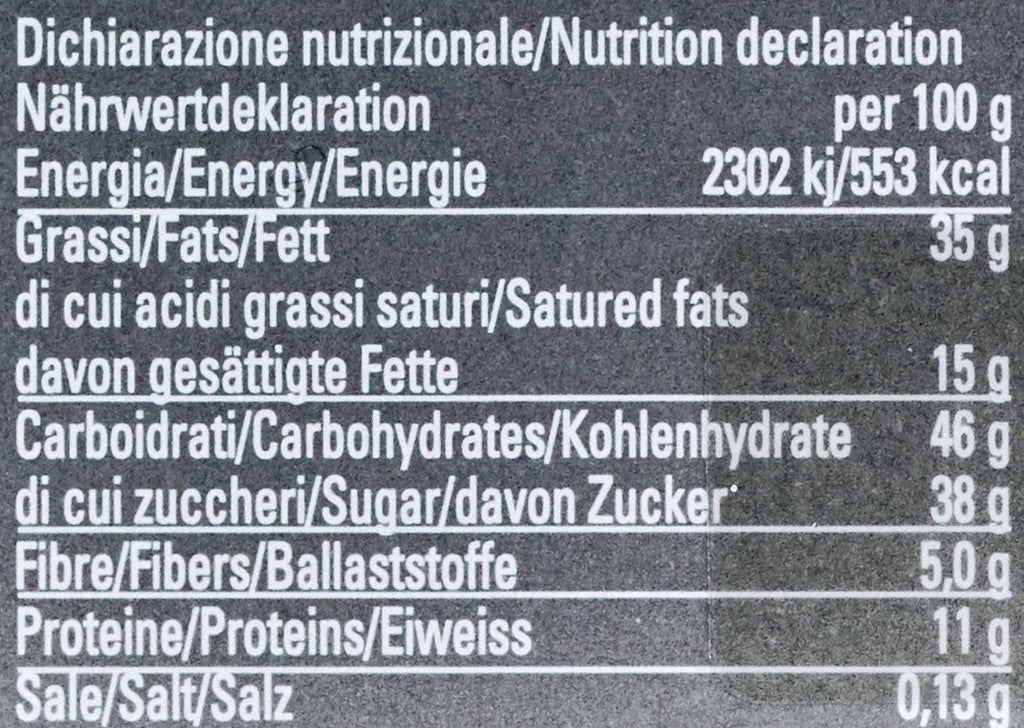 Dichiarazione nutrizionale/Nutrition declaration
Nährwertdeklaration per 100 g
Energia/Energy/Energie 2302 kj/553 kcal
Grassi/Fats/Fett 35 g
di cui acidi grassi saturi/Satured fats
davon gesättigte Fette 15 g
Carboidrati/Carbohydrates/Kohlenhydrate 46 g
di cui zuccheri/Sugar/davon Zucker 38 g
Fibre/Fibers/Ballaststoffe 5,0 g
Proteine/Proteins/Eiweiss 11 g
Sale/Salt/Salz 0,13 g